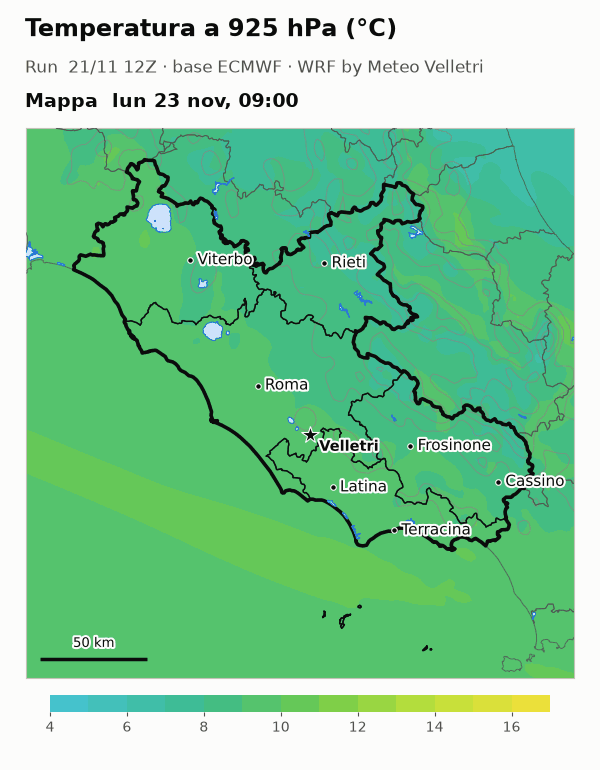 Temperatura a 925 hPa (°C)
Run  21/11 12Z · base ECMWF · WRF by Meteo Velletri
Mappa  lun 23 nov, 09:00
Viterbo
Rieti
Roma
Velletri
Frosinone
Cassino
Latina
Terracina
50 km
4 6 8 10 12 14 16